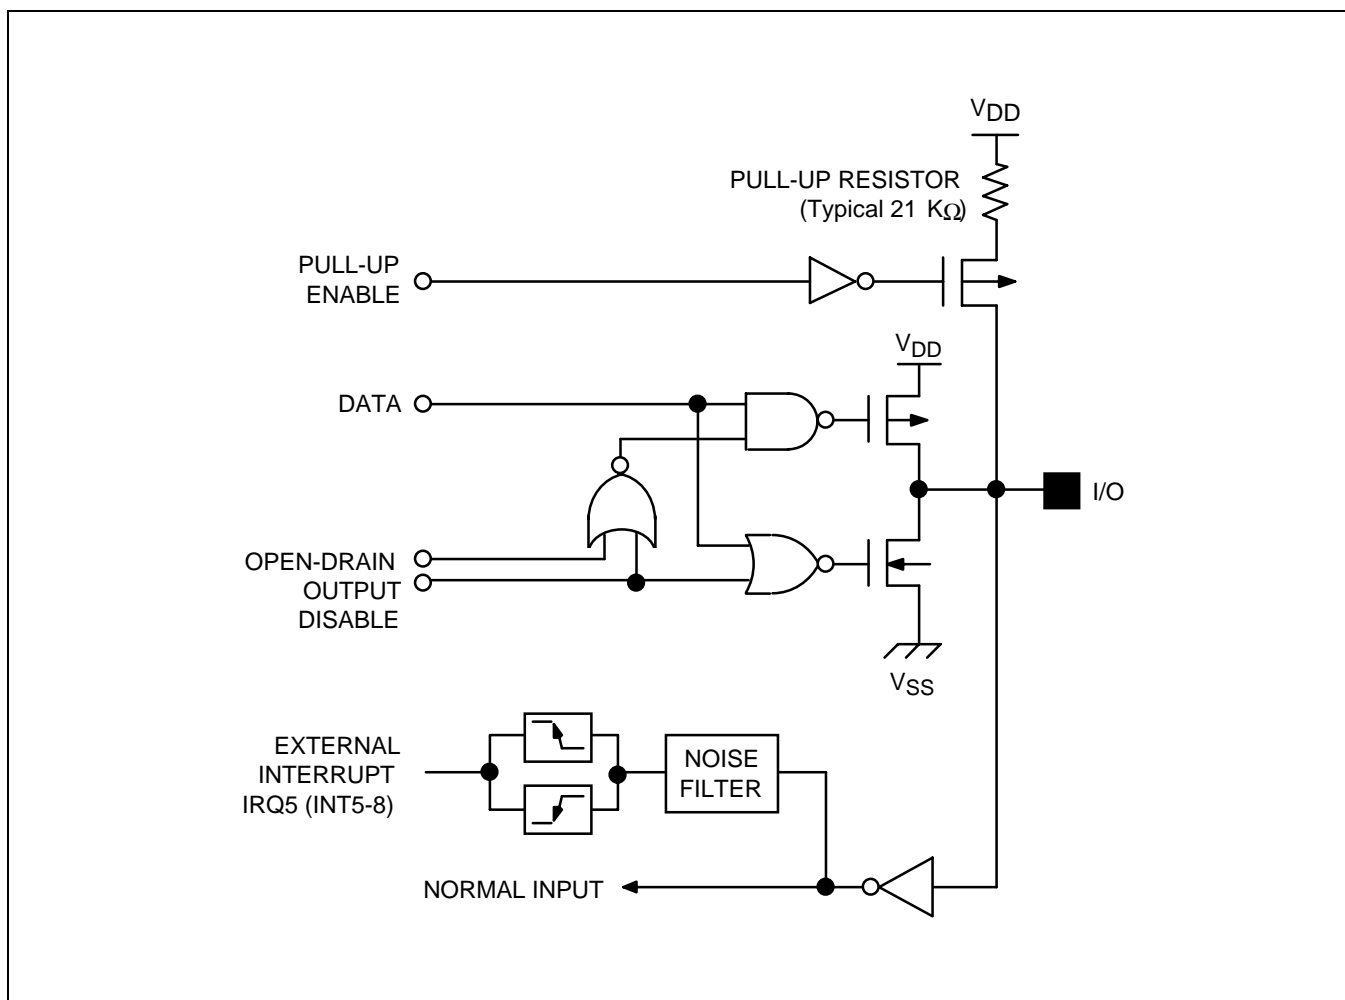 VDD
PULL-UP RESISTOR
(Typical 21 KΩ)
PULL-UP
ENABLE
VDD
DATA
I/O
OPEN-DRAIN
OUTPUT
DISABLE
VSS
EXTERNAL
INTERRUPT
IRQ5 (INT5-8)
NOISE
FILTER
NORMAL INPUT